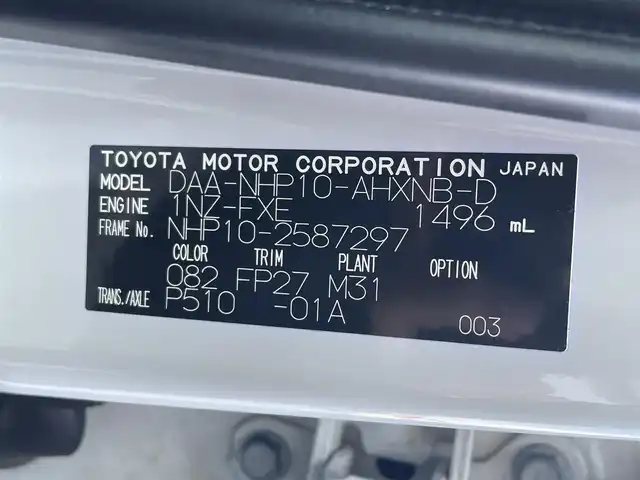 TOYOTA MOTOR CORPORATION JAPAN
MODEL DAA-NHP10-AHXNB-D
ENGINE 1NZ-FXE 1496 mL
FRAME No. NHP10-2587297
COLOR TRIM PLANT OPTION
082 FP27 M31
TRANS./AXLE P510 -01A
003